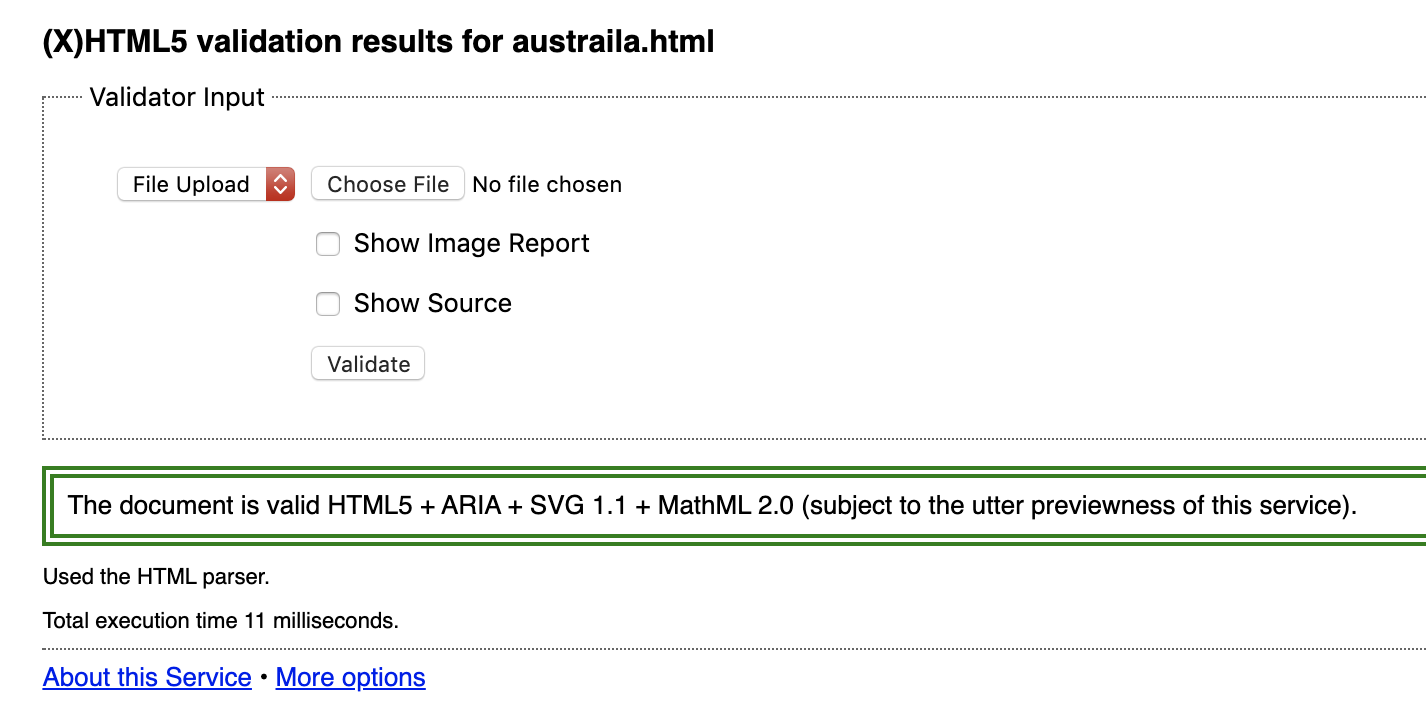 (X)HTML5 validation results for austraila.html
Validator Input
File Upload Choose File No file chosen
Show Image Report
Show Source
Validate
The document is valid HTML5 + ARIA + SVG 1.1 + MathML 2.0 (subject to the utter previewness of this service).
Used the HTML parser.
Total execution time 11 milliseconds.
About this Service • More options